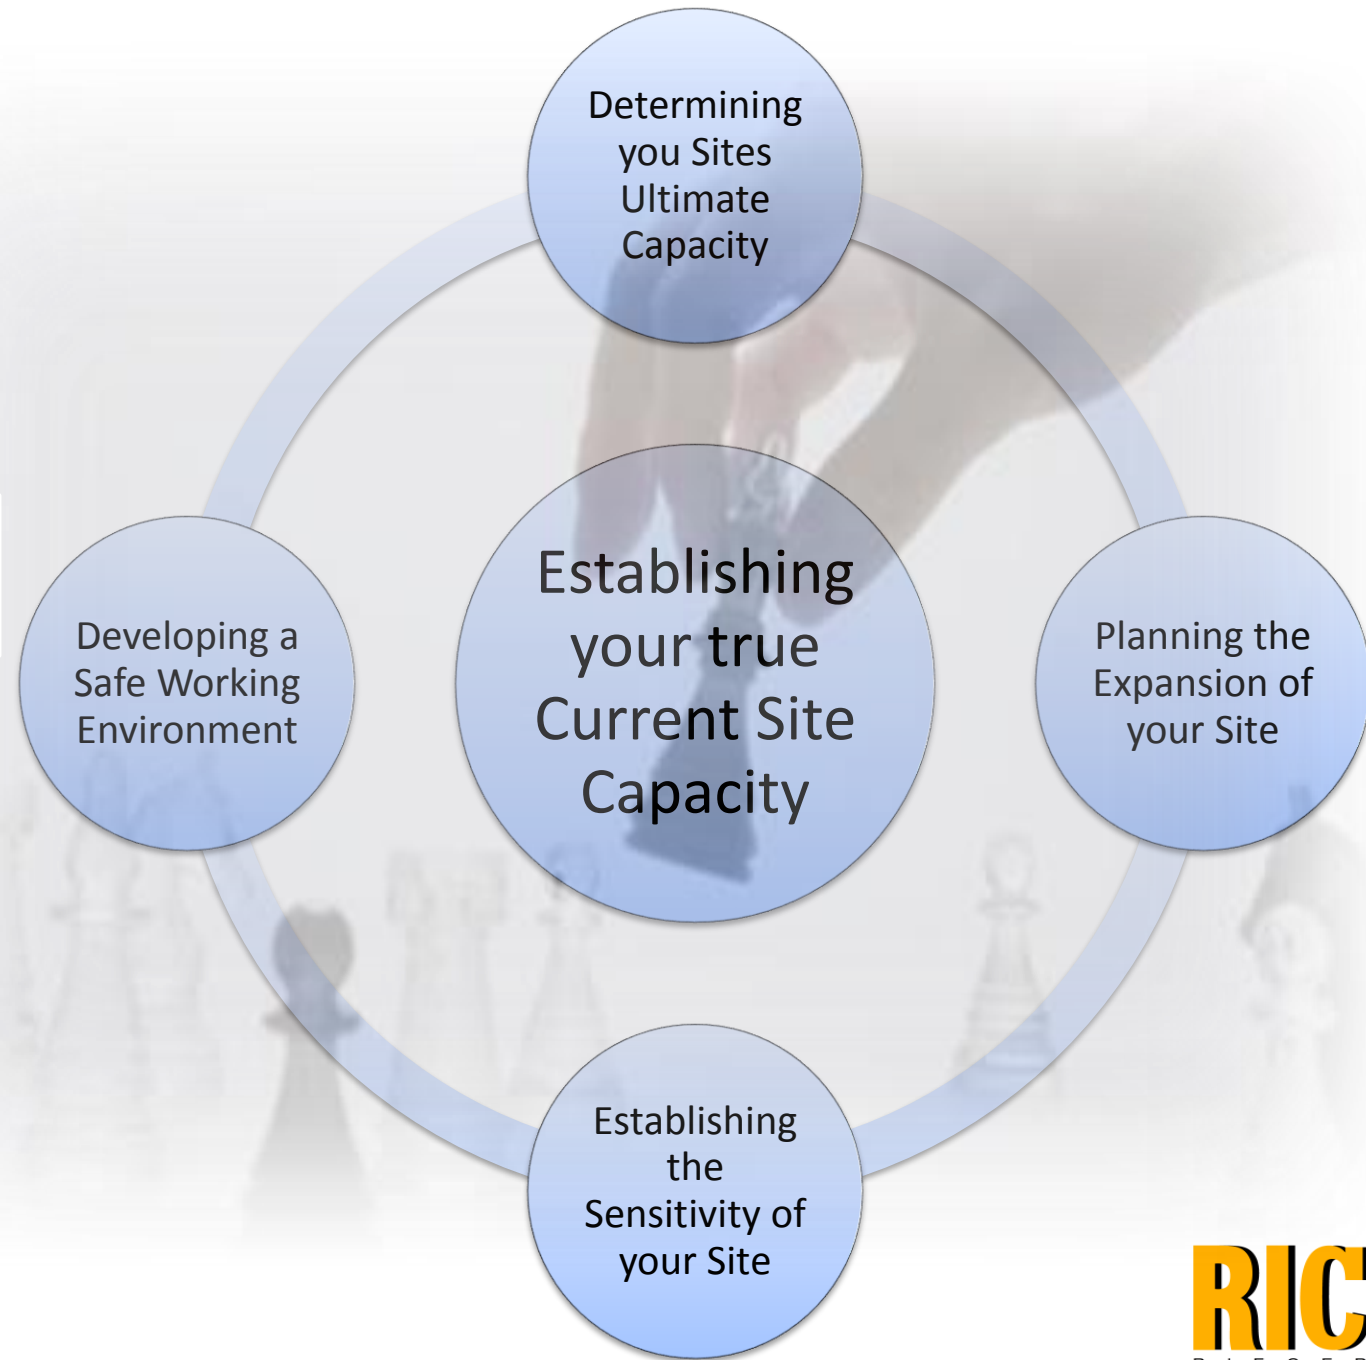 Determining
you Sites
Ultimate
Capacity
Establishing
your true
Current Site
Capacity
Developing a
Safe Working
Environment
Planning the
Expansion of
your Site
Establishing
the
Sensitivity of
your Site
RIC